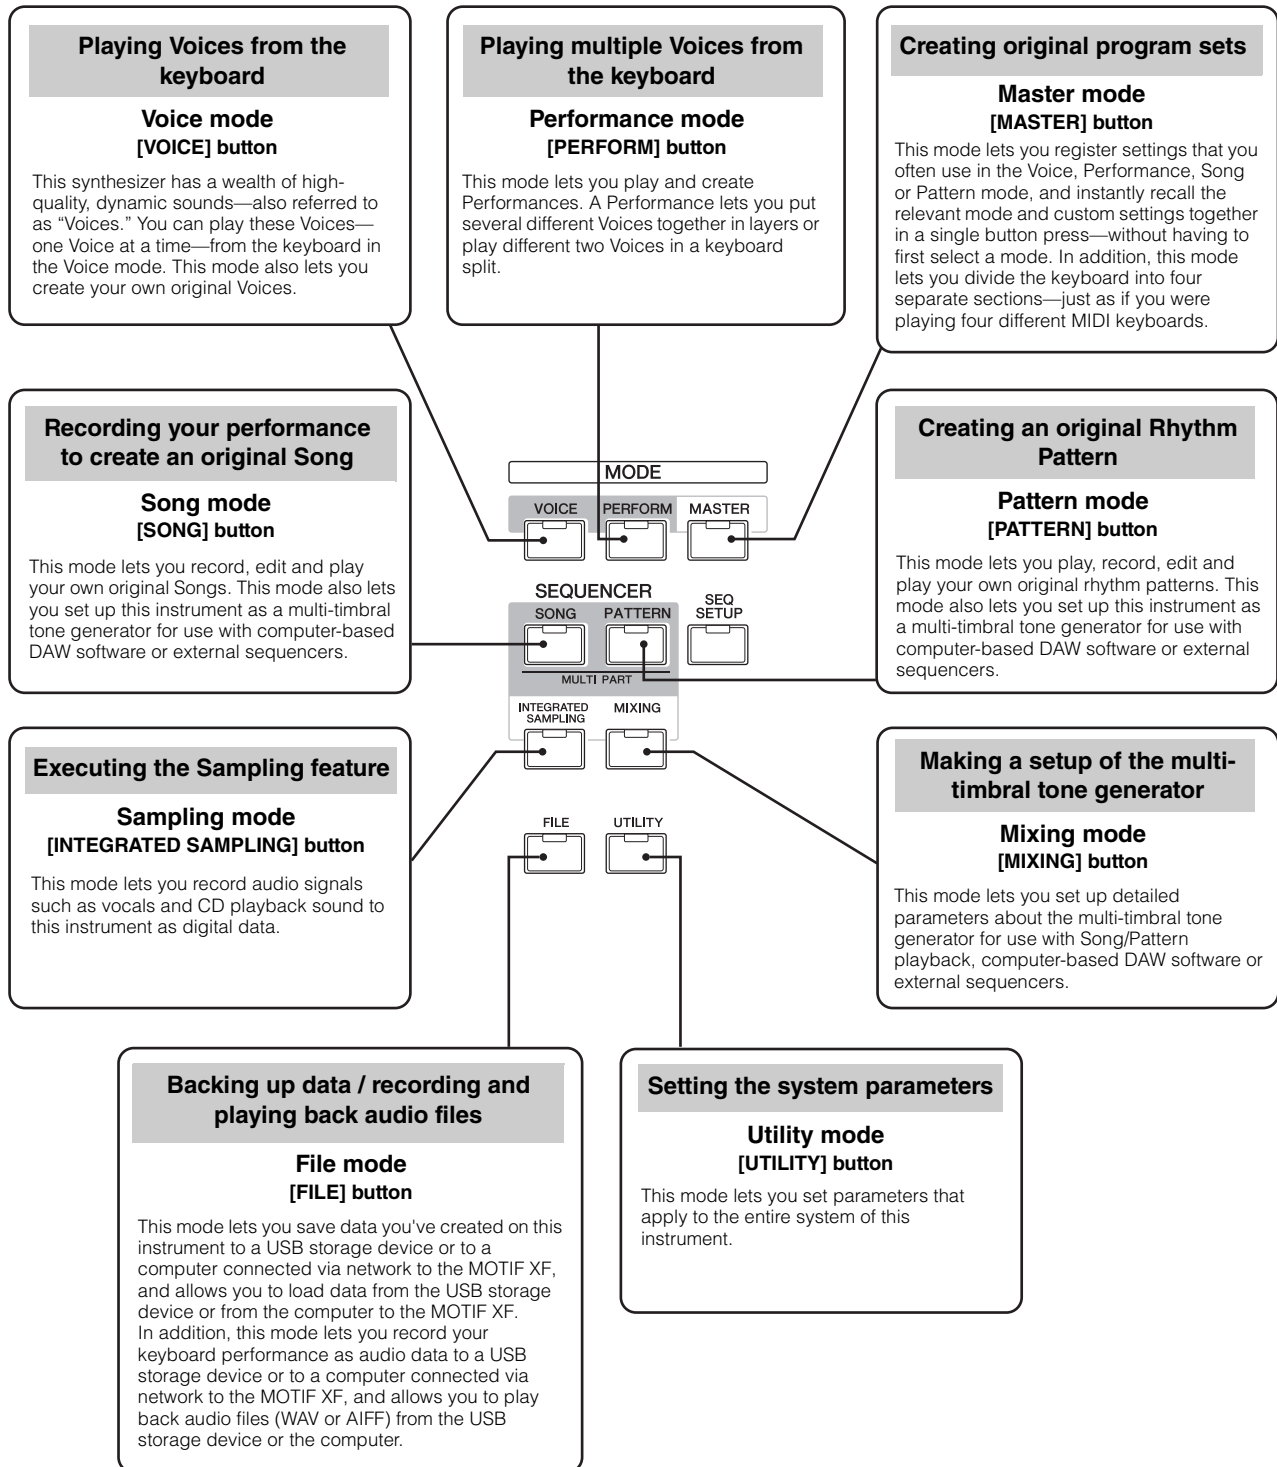 Playing Voices from the
keyboard
Voice mode
[VOICE] button
This synthesizer has a wealth of high-
quality, dynamic sounds—also referred to
as “Voices.” You can play these Voices—
one Voice at a time—from the keyboard in
the Voice mode. This mode also lets you
create your own original Voices.
Playing multiple Voices from
the keyboard
Performance mode
[PERFORM] button
This mode lets you play and create
Performances. A Performance lets you put
several different Voices together in layers or
play different two Voices in a keyboard
split.
Creating original program sets
Master mode
[MASTER] button
This mode lets you register settings that you
often use in the Voice, Performance, Song
or Pattern mode, and instantly recall the
relevant mode and custom settings together
in a single button press—without having to
first select a mode. In addition, this mode
lets you divide the keyboard into four
separate sections—just as if you were
playing four different MIDI keyboards.
Recording your performance
to create an original Song
Song mode
[SONG] button
This mode lets you record, edit and play
your own original Songs. This mode also lets
you set up this instrument as a multi-timbral
tone generator for use with computer-based
DAW software or external sequencers.
MODE
VOICE
PERFORM
MASTER
SEQUENCER
SONG
PATTERN
SEQ
SETUP
MULTI PART
INTEGRATED
SAMPLING
MIXING
FILE
UTILITY
Creating an original Rhythm
Pattern
Pattern mode
[PATTERN] button
This mode lets you play, record, edit and
play your own original rhythm patterns. This
mode also lets you set up this instrument as
a multi-timbral tone generator for use with
computer-based DAW software or external
sequencers.
Executing the Sampling feature
Sampling mode
[INTEGRATED SAMPLING] button
This mode lets you record audio signals
such as vocals and CD playback sound to
this instrument as digital data.
Making a setup of the multi-
timbral tone generator
Mixing mode
[MIXING] button
This mode lets you set up detailed
parameters about the multi-timbral tone
generator for use with Song/Pattern
playback, computer-based DAW software or
external sequencers.
Backing up data / recording and
playing back audio files
File mode
[FILE] button
This mode lets you save data you've created on this
instrument to a USB storage device or to a
computer connected via network to the MOTIF XF,
and allows you to load data from the USB storage
device or from the computer to the MOTIF XF.
In addition, this mode lets you record your
keyboard performance as audio data to a USB
storage device or to a computer connected via
network to the MOTIF XF, and allows you to play
back audio files (WAV or AIFF) from the USB
storage device or the computer.
Setting the system parameters
Utility mode
[UTILITY] button
This mode lets you set parameters that
apply to the entire system of this
instrument.